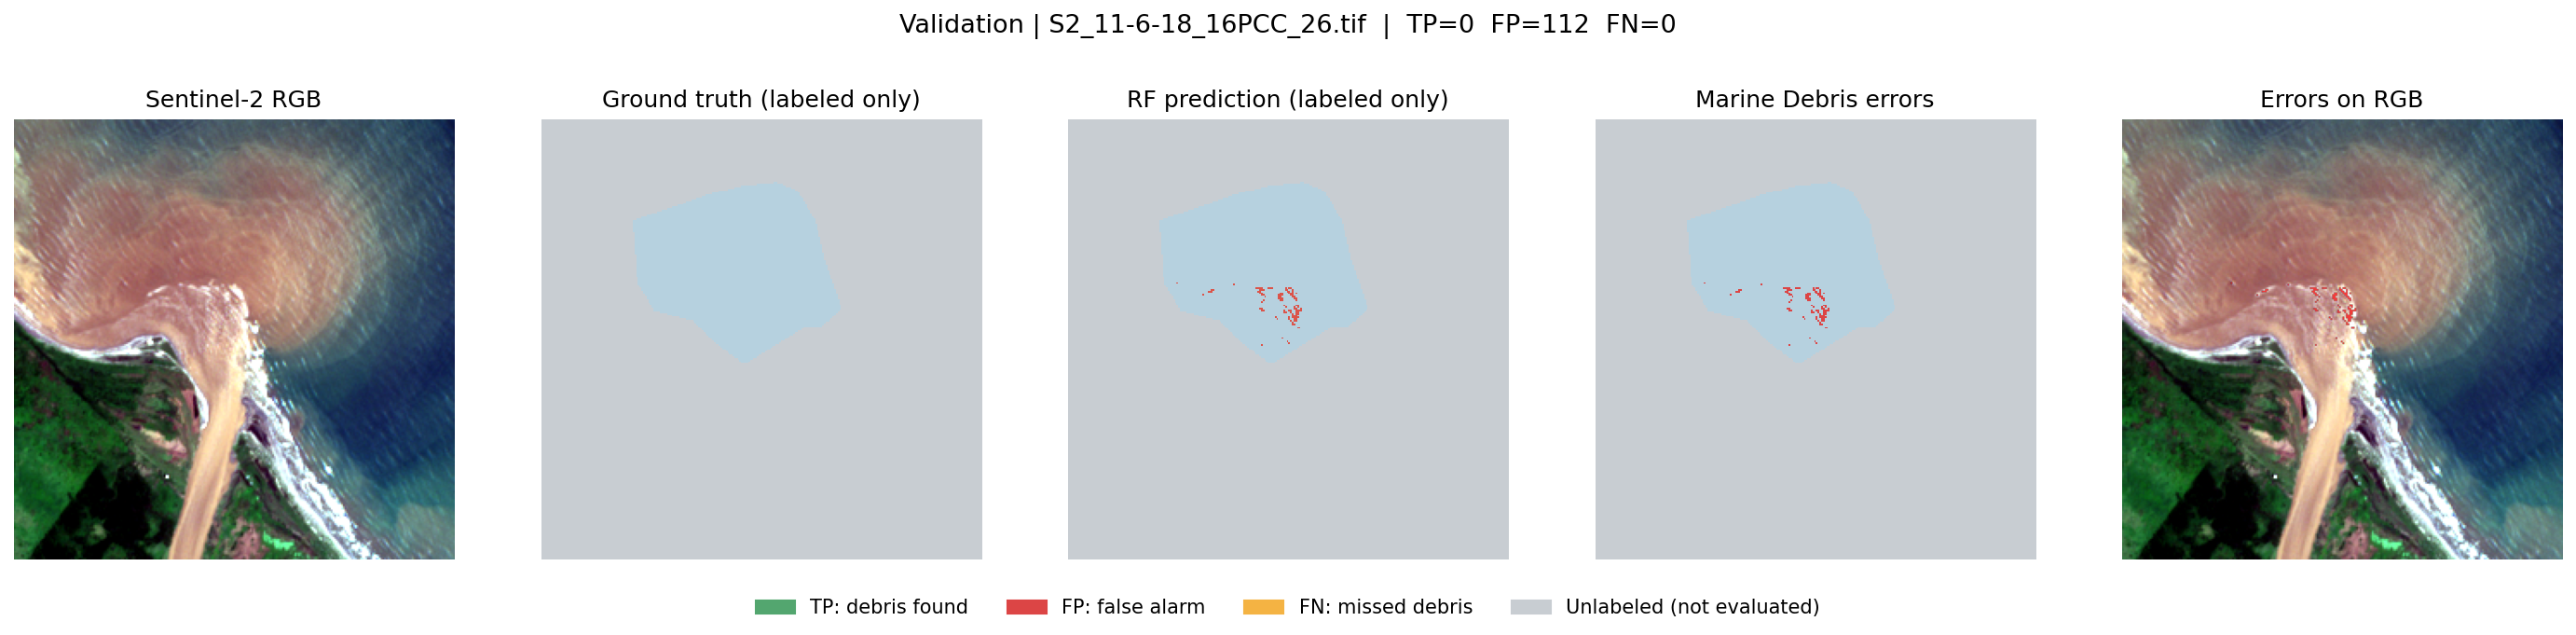 Validation | S2_11-6-18_16PCC_26.tif | TP=0 FP=112 FN=0
Sentinel-2 RGB
Ground truth (labeled only)
RF prediction (labeled only)
Marine Debris errors
Errors on RGB
TP: debris found
FP: false alarm
FN: missed debris
Unlabeled (not evaluated)